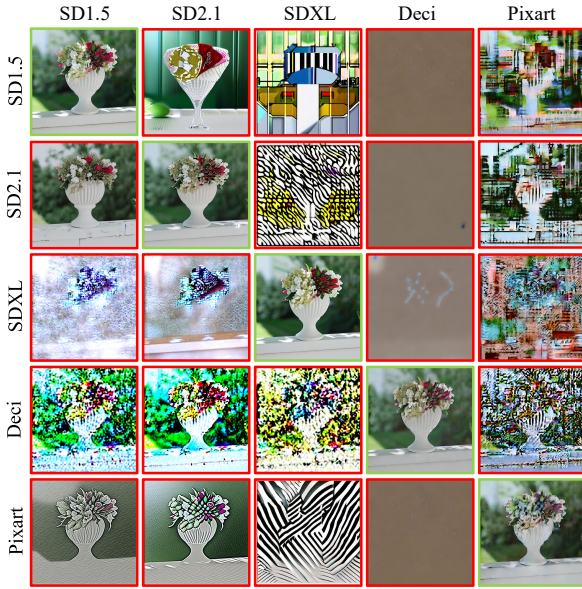 SD1.5 SD2.1 SDXL Deci Pixart
SD1.5
SD2.1
SDXL
Deci
Pixart